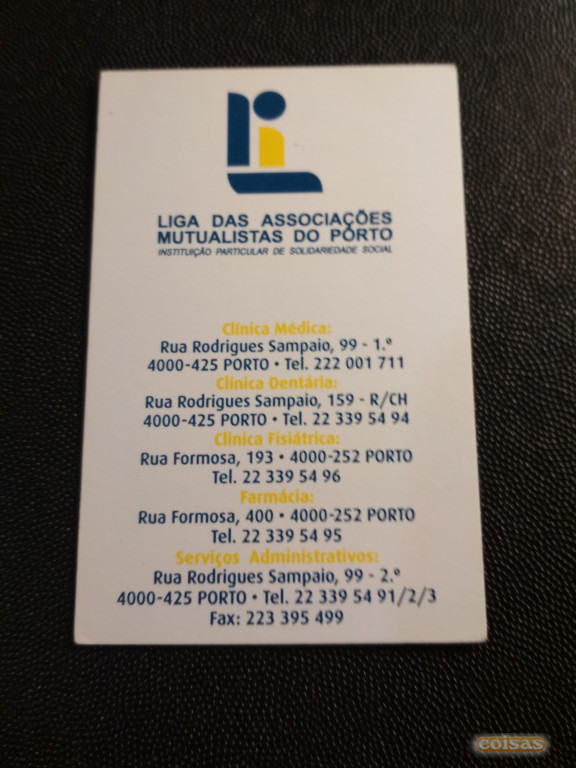 LIGA DAS ASSOCIAÇÕES
MUTUALISTAS DO PORTO
INSTITUIÇÃO PARTICULAR DE SOLIDARIEDADE SOCIAL
Clínica Médica:
Rua Rodrigues Sampaio, 99 - 1.º
4000-425 PORTO • Tel. 222 001 711
Clínica Dentária:
Rua Rodrigues Sampaio, 159 - R/CH
4000-425 PORTO • Tel. 22 339 54 94
Clínica Fisiátrica:
Rua Formosa, 193 • 4000-252 PORTO
Tel. 22 339 54 96
Farmácia:
Rua Formosa, 400 • 4000-252 PORTO
Tel. 22 339 54 95
Serviços Administrativos:
Rua Rodrigues Sampaio, 99 - 2.º
4000-425 PORTO • Tel. 22 339 54 91/2/3
Fax: 223 395 499
coisas